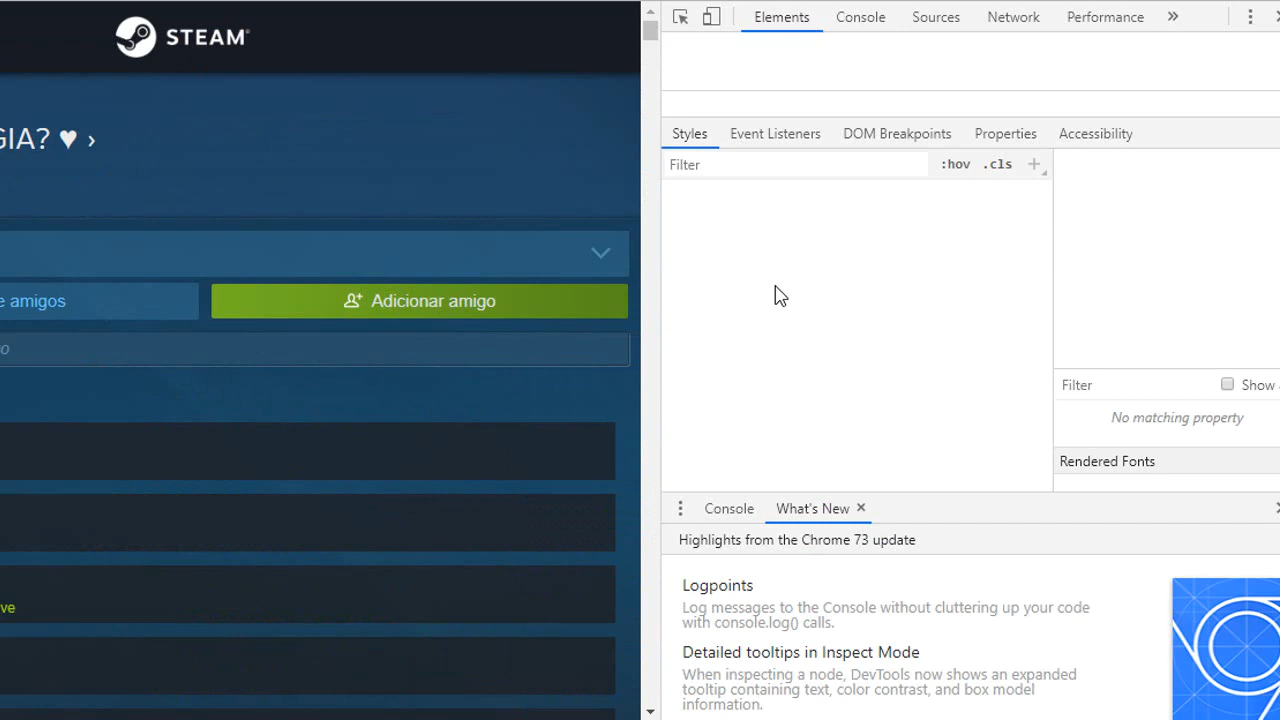 STEAM®
GIA? ♥ ›
e amigos
Adicionar amigo
o
ve
Elements Console Sources Network Performance »
Styles Event Listeners DOM Breakpoints Properties Accessibility
Filter :hov .cls +
Filter Show
No matching property
Rendered Fonts
Console What's New ×
Highlights from the Chrome 73 update
Logpoints
Log messages to the Console without cluttering up your code
with console.log() calls.
Detailed tooltips in Inspect Mode
When inspecting a node, DevTools now shows an expanded
tooltip containing text, color contrast, and box model
information.